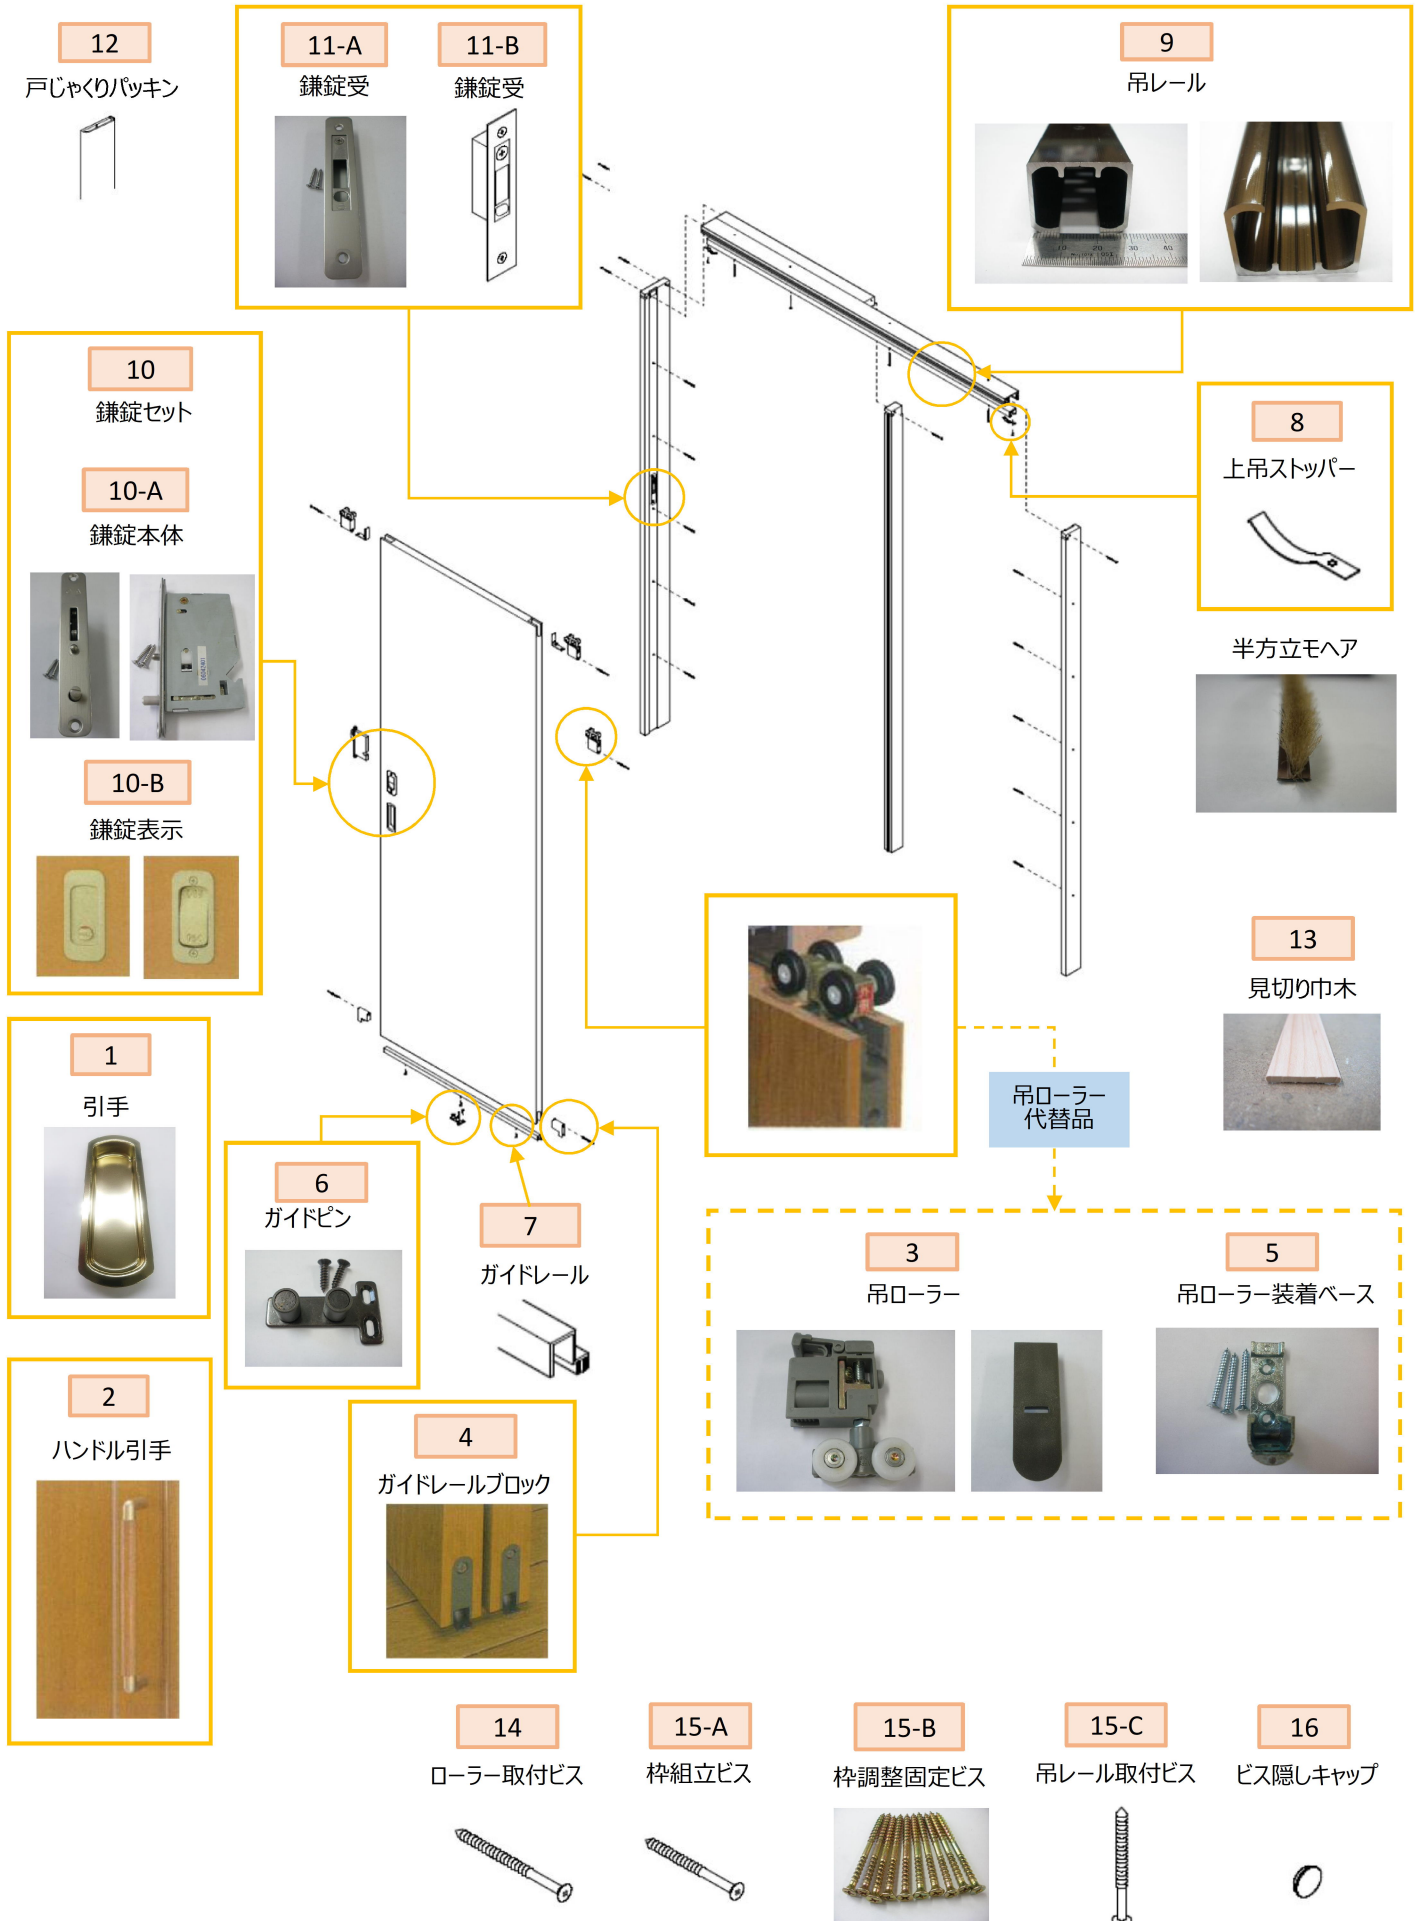 12
戸じゃくりパッキン
11-A
鎌錠受
11-B
鎌錠受
9
吊レール
10
20
30
40
10
鎌錠セット
10-A
鎌錠本体
10-B
鎌錠表示
8
上吊ストッパー
半方立モヘア
13
見切り巾木
1
引手
吊ローラー
代替品
6
ガイドピン
7
ガイドレール
3
吊ローラー
5
吊ローラー装着ベース
2
ハンドル引手
4
ガイドレールブロック
14
ローラー取付ビス
15-A
枠組立ビス
15-B
枠調整固定ビス
15-C
吊レール取付ビス
16
ビス隠しキャップ